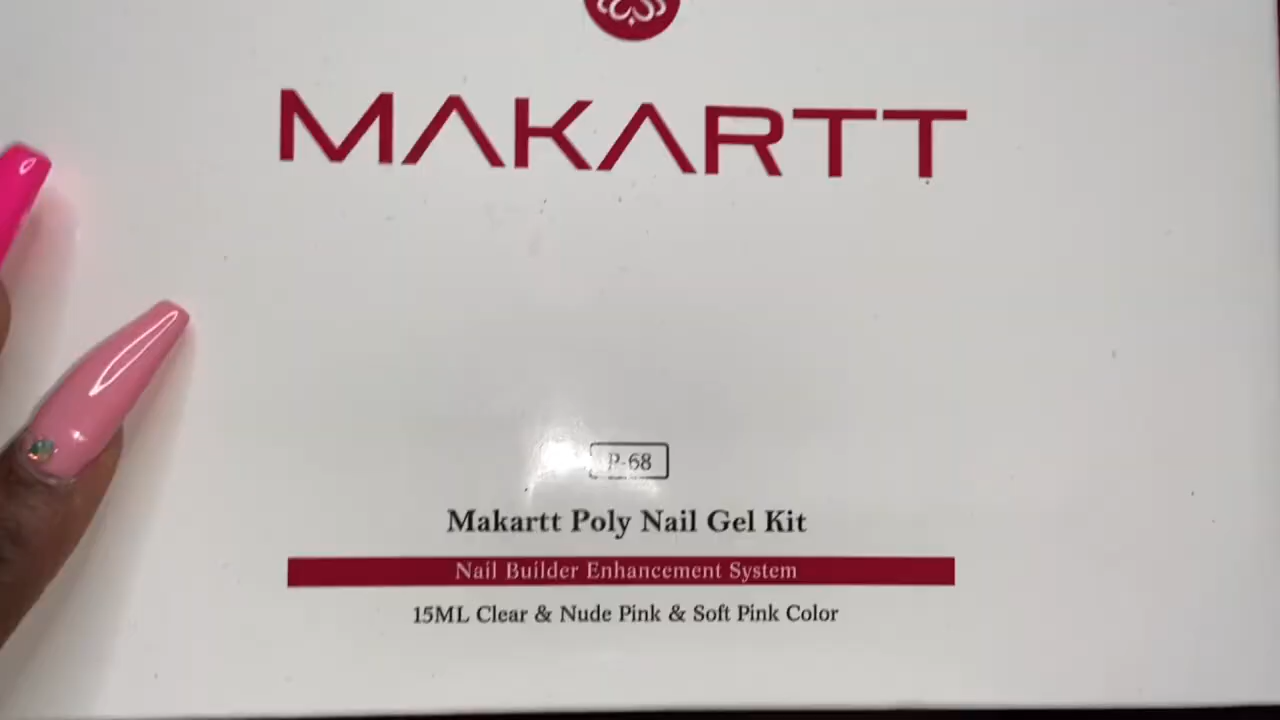 MAKARTT
P-68
Makartt Poly Nail Gel Kit
Nail Builder Enhancement System
15ML Clear & Nude Pink & Soft Pink Color